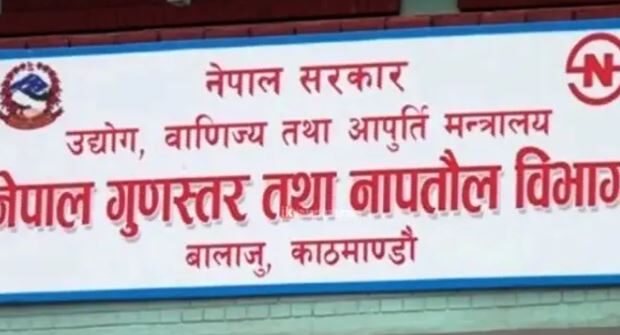 नेपाल सरकार
उद्योग, वाणिज्य तथा आपुर्ति मन्त्रालय
नेपाल गुणस्तर तथा नापतौल विभाग
बालाजु, काठमाण्डौ
N